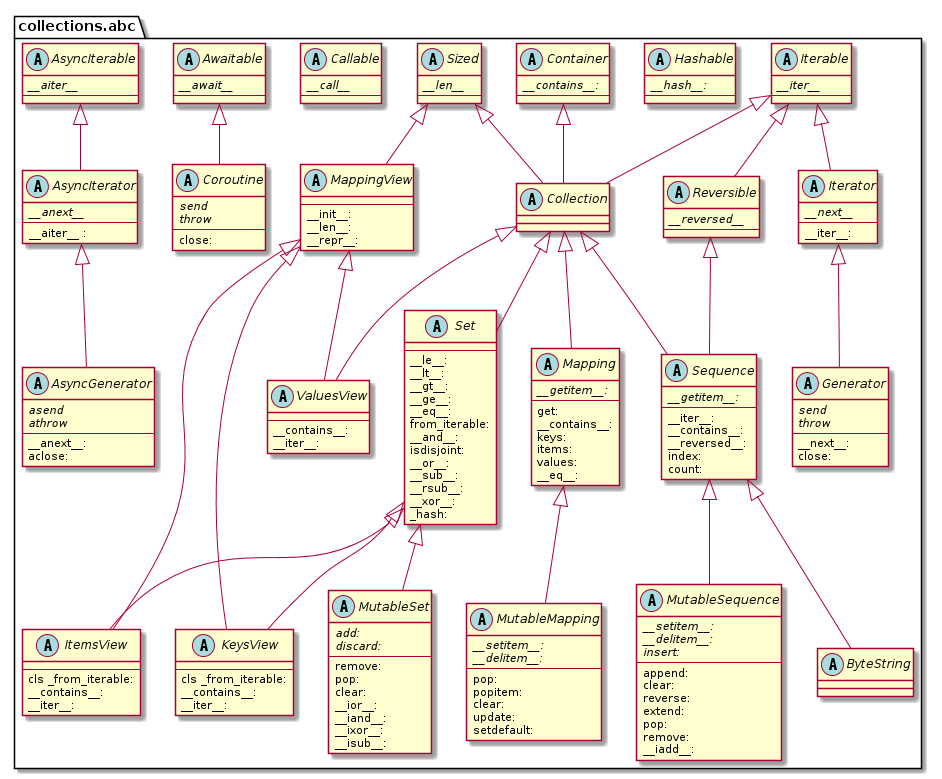 collections.abc
A AsyncIterable
__aiter__
A Awaitable
__await__
A Callable
__call__
A Sized
__len__
A Container
__contains__:
A Hashable
__hash__:
A Iterable
__iter__
A AsyncIterator
__anext__
__aiter__ :
A Coroutine
send
throw
close:
A MappingView
__init__:
__len__:
__repr__:
A Collection
A Reversible
__reversed__
A Iterator
__next__
__iter__:
A AsyncGenerator
asend
athrow
__anext__:
aclose:
A ValuesView
__contains__:
__iter__:
A Set
__le__:
__lt__:
__gt__:
__ge__:
__eq__:
from_iterable:
__and__:
isdisjoint:
__or__:
__sub__:
__rsub__:
__xor__:
_hash:
A Mapping
__getitem__:
get:
__contains__:
keys:
items:
values:
__eq__:
A Sequence
__getitem__:
__iter__:
__contains__:
__reversed__:
index:
count:
A Generator
send
throw
__next__:
close:
A ItemsView
cls _from_iterable:
__contains__:
__iter__:
A KeysView
cls _from_iterable:
__contains__:
__iter__:
A MutableSet
add:
discard:
remove:
pop:
clear:
__ior__:
__iand__:
__ixor__:
__isub__:
A MutableMapping
__setitem__:
__delitem__:
pop:
popitem:
clear:
update:
setdefault:
A MutableSequence
__setitem__:
__delitem__:
insert:
append:
clear:
reverse:
extend:
pop:
remove:
__iadd__:
A ByteString